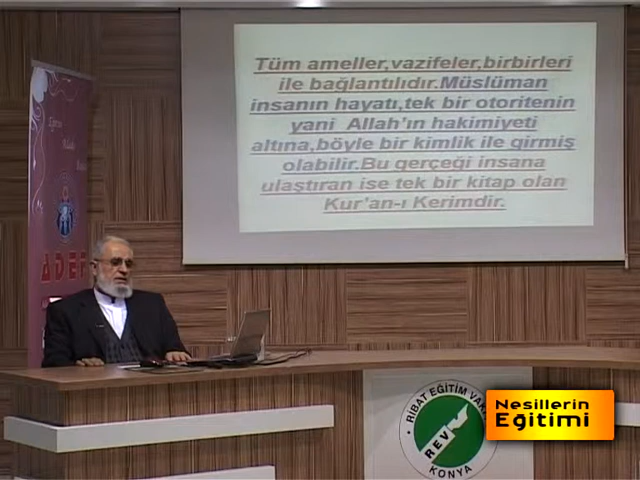 Tüm ameller,vazifeler,birbirleri
ile bağlantılıdır.Müslüman
insanın hayatı,tek bir otoritenin
yani Allah'ın hakimiyeti
altına,böyle bir kimlik ile qirmiş
olabilir.Bu gerçeği insana
ulaştıran ise tek bir kitap olan
Kur'an-ı Kerimdir.
ADEF
RİBAT EĞİTİM VAK
REV
KONYA
Nesillerin
Eğitimi